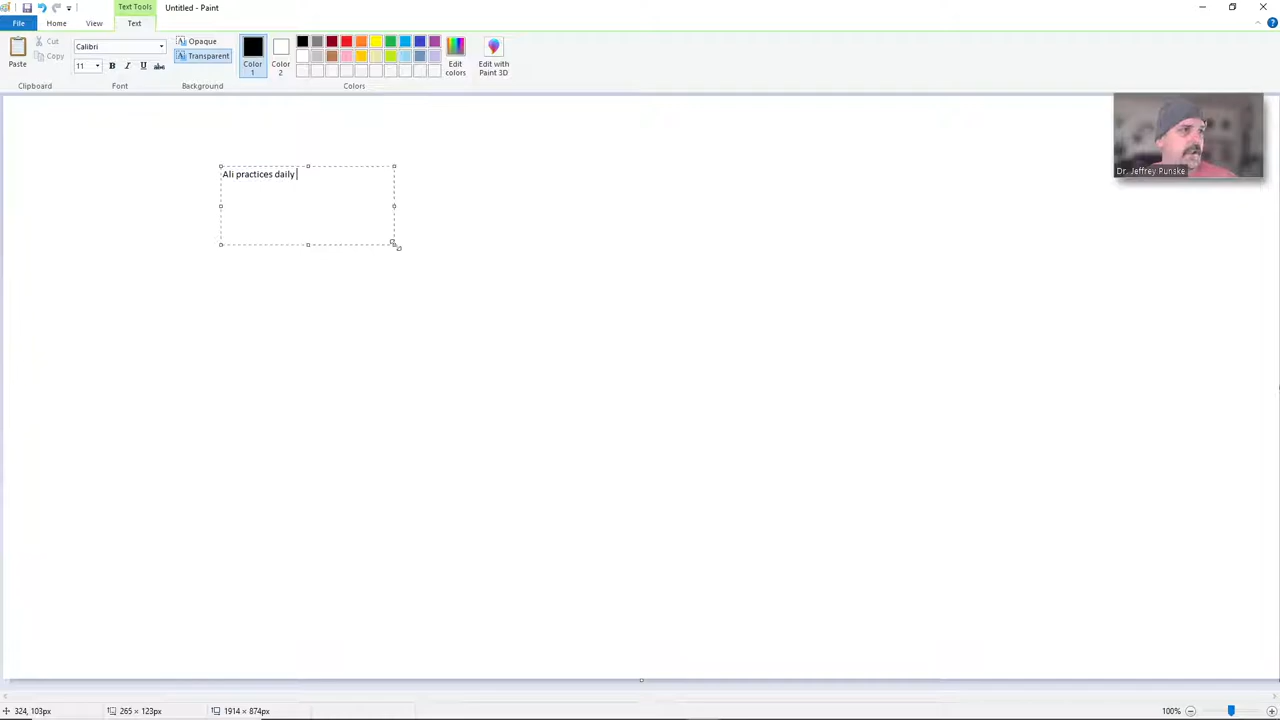 Text Tools
Untitled - Paint
File
Home
View
Text
Paste
Cut
Copy
Clipboard
Calibri
11
B I U abc
Font
Opaque
Transparent
Background
Color 1
Color 2
Colors
Edit colors
Edit with Paint 3D
Dr. Jeffrey Runske
Ali practices daily
324, 103px
265 × 123px
1914 × 874px
100%